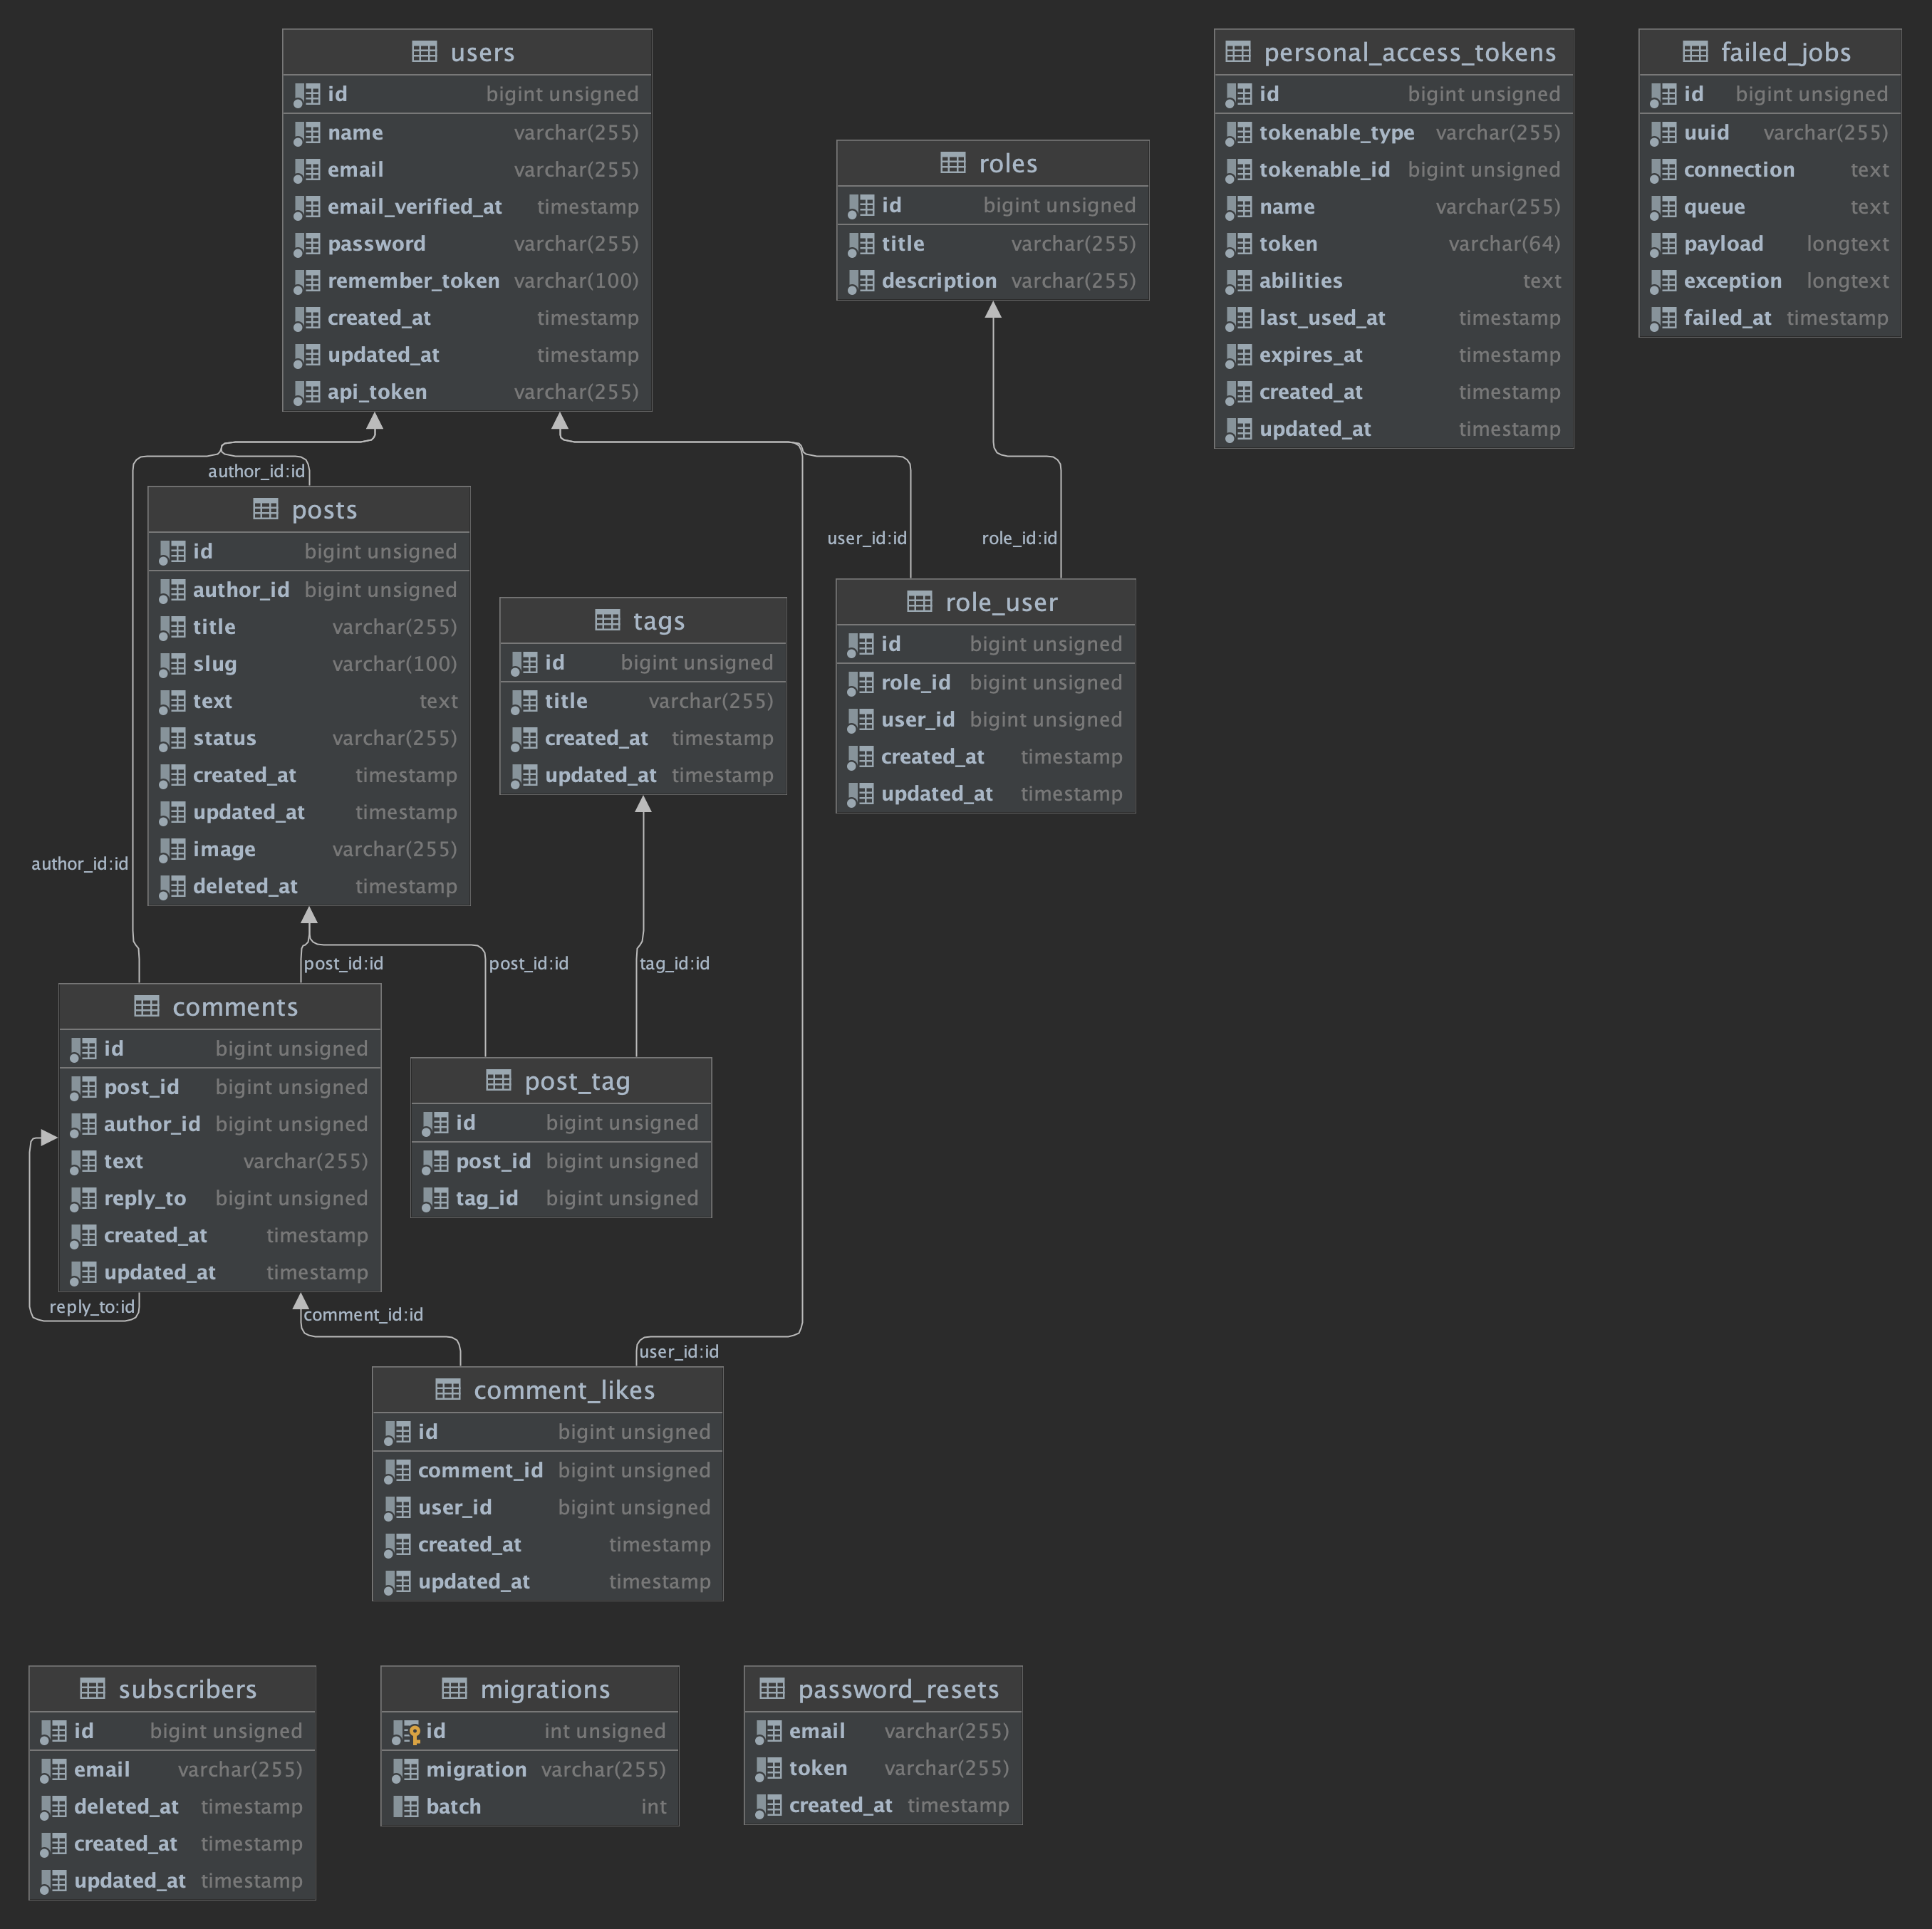 users
id bigint unsigned
name varchar(255)
email varchar(255)
email_verified_at timestamp
password varchar(255)
remember_token varchar(100)
created_at timestamp
updated_at timestamp
api_token varchar(255)
roles
id bigint unsigned
title varchar(255)
description varchar(255)
personal_access_tokens
id bigint unsigned
tokenable_type varchar(255)
tokenable_id bigint unsigned
name varchar(255)
token varchar(64)
abilities text
last_used_at timestamp
expires_at timestamp
created_at timestamp
updated_at timestamp
failed_jobs
id bigint unsigned
uuid varchar(255)
connection text
queue text
payload longtext
exception longtext
failed_at timestamp
author_id:id
user_id:id
role_id:id
posts
id bigint unsigned
author_id bigint unsigned
title varchar(255)
slug varchar(100)
text text
status varchar(255)
created_at timestamp
updated_at timestamp
image varchar(255)
deleted_at timestamp
tags
id bigint unsigned
title varchar(255)
created_at timestamp
updated_at timestamp
role_user
id bigint unsigned
role_id bigint unsigned
user_id bigint unsigned
created_at timestamp
updated_at timestamp
author_id:id
post_id:id
post_id:id
tag_id:id
comments
id bigint unsigned
post_id bigint unsigned
author_id bigint unsigned
text varchar(255)
reply_to bigint unsigned
created_at timestamp
updated_at timestamp
post_tag
id bigint unsigned
post_id bigint unsigned
tag_id bigint unsigned
reply_to:id
comment_id:id
user_id:id
comment_likes
id bigint unsigned
comment_id bigint unsigned
user_id bigint unsigned
created_at timestamp
updated_at timestamp
subscribers
id bigint unsigned
email varchar(255)
deleted_at timestamp
created_at timestamp
updated_at timestamp
migrations
id int unsigned
migration varchar(255)
batch int
password_resets
email varchar(255)
token varchar(255)
created_at timestamp